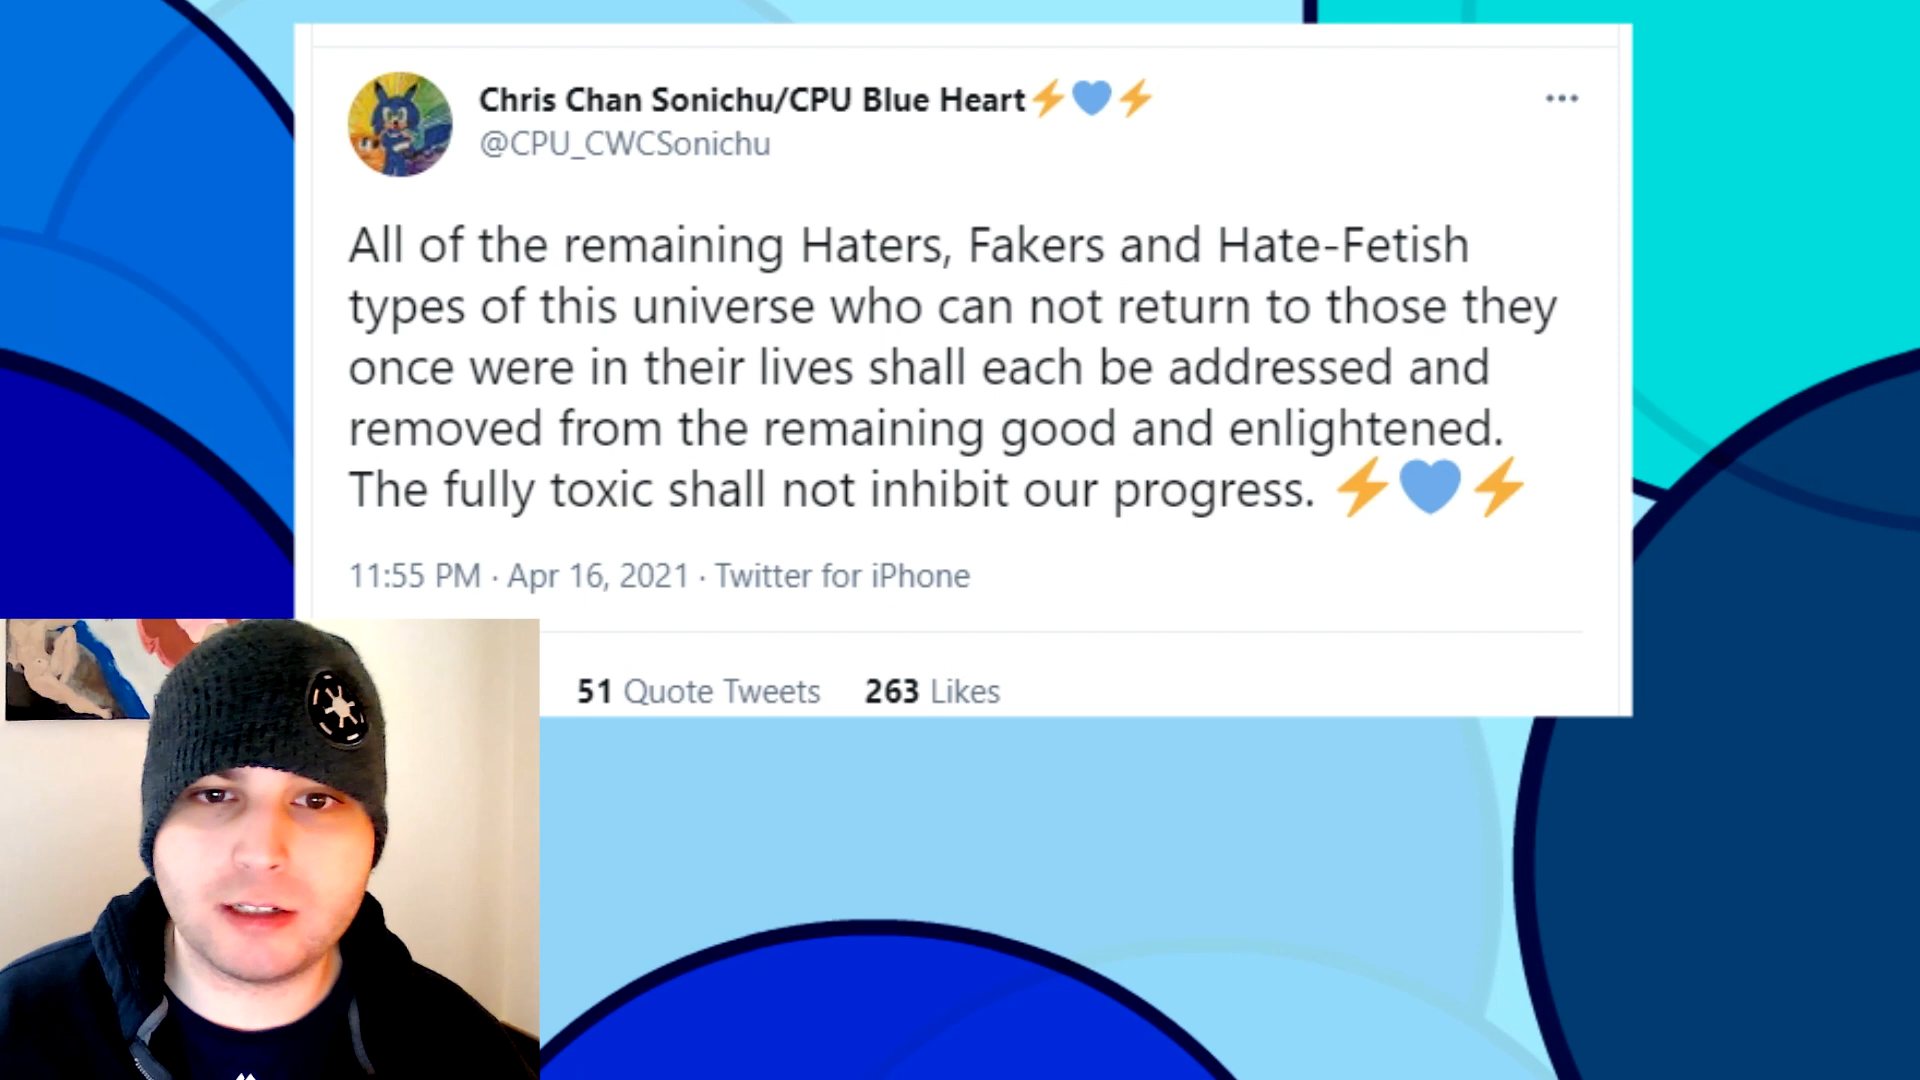 Chris Chan Sonichu/CPU Blue Heart⚡💙⚡
@CPU_CWCSonichu
All of the remaining Haters, Fakers and Hate-Fetish
types of this universe who can not return to those they
once were in their lives shall each be addressed and
removed from the remaining good and enlightened.
The fully toxic shall not inhibit our progress. ⚡💙⚡
11:55 PM · Apr 16, 2021 · Twitter for iPhone
51 Quote Tweets 263 Likes